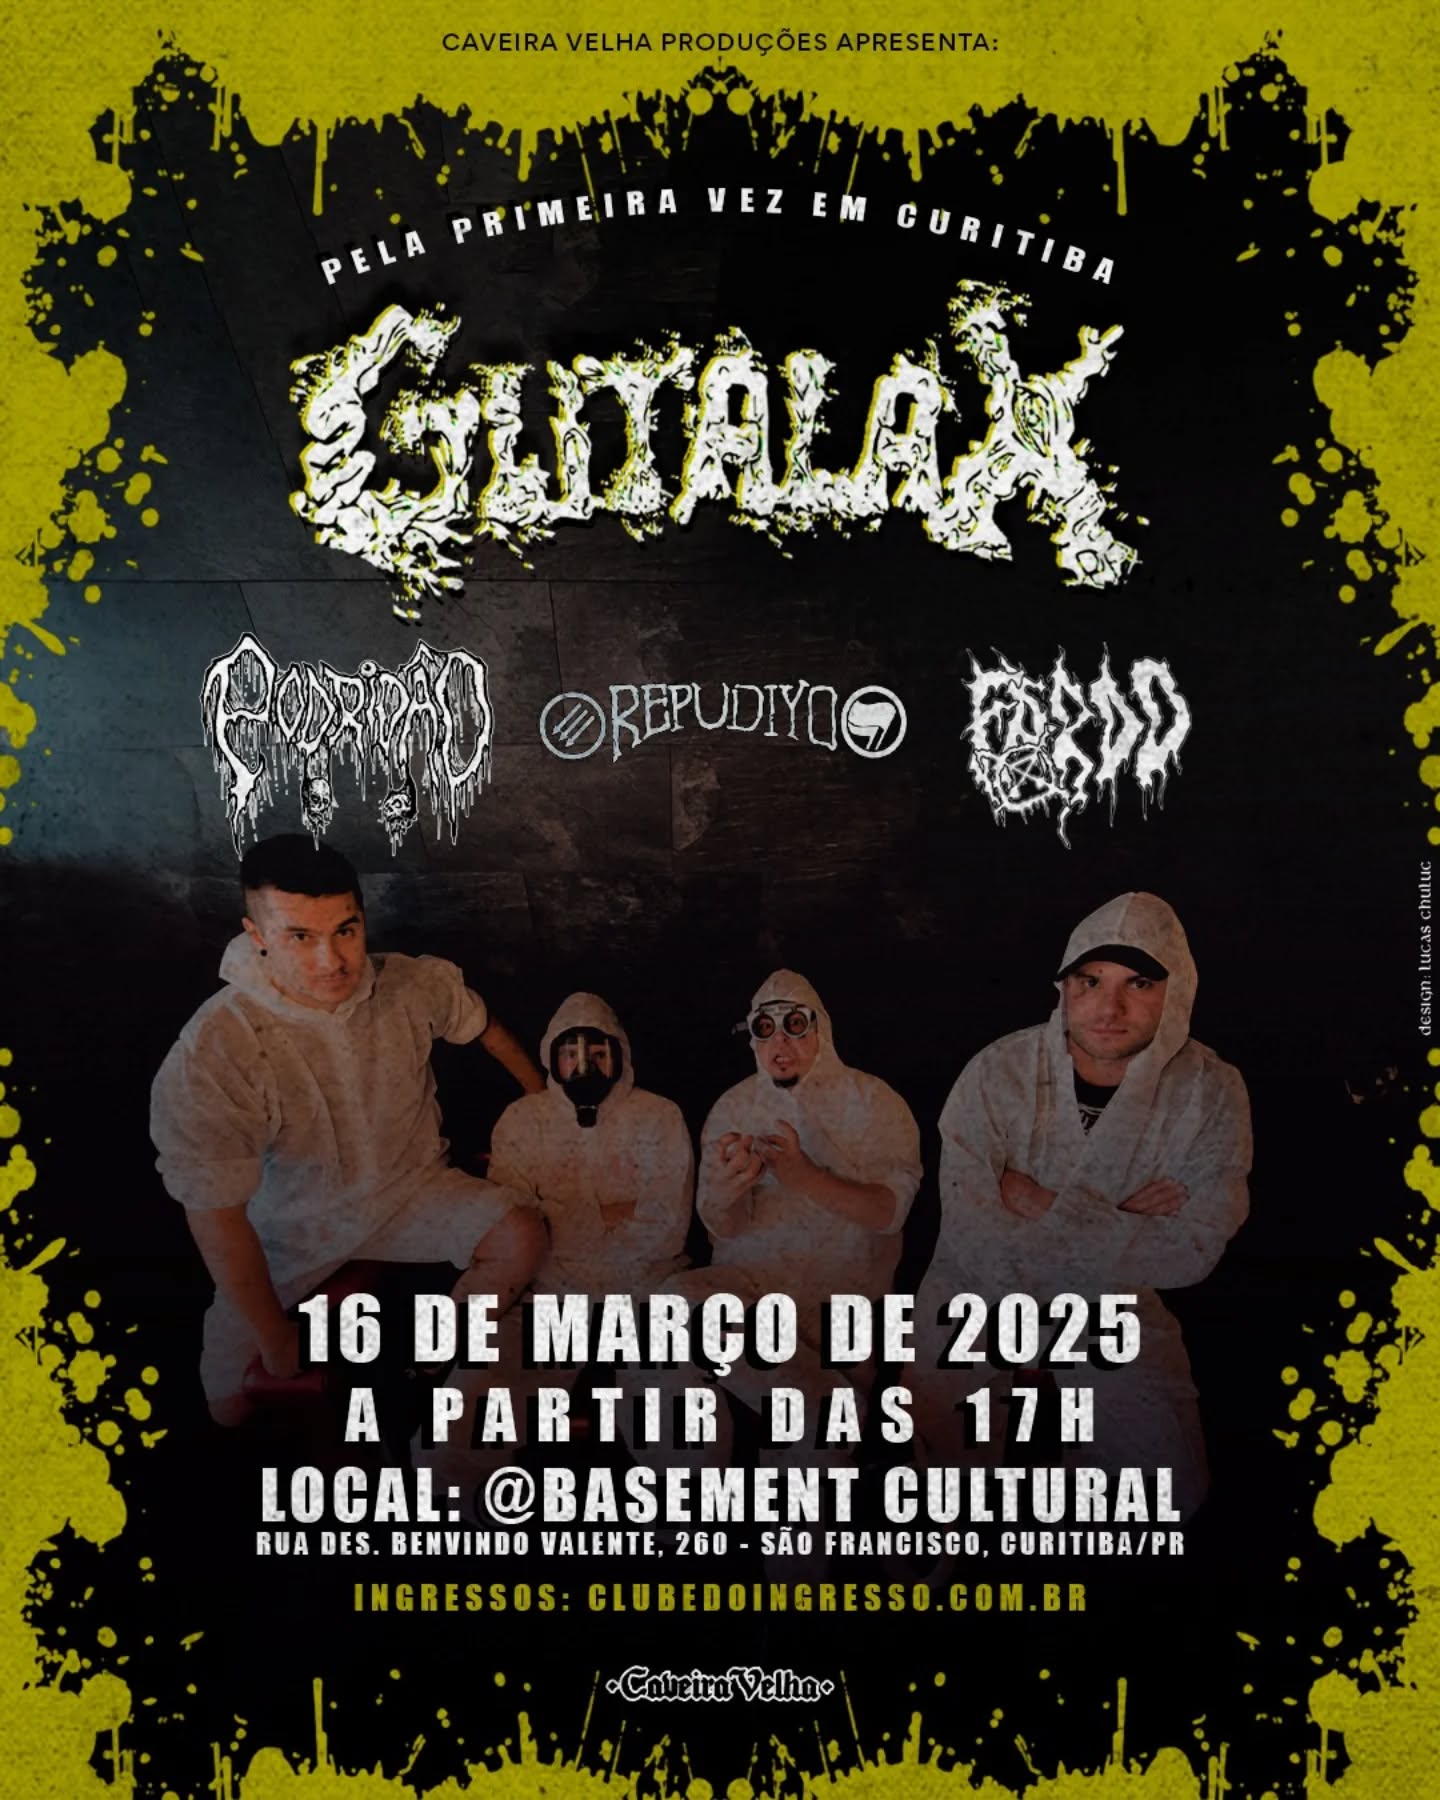 CAVEIRA VELHA PRODUÇÕES APRESENTA:
PELA PRIMEIRA VEZ EM CURITIBA
GUTALAX
PODRIDÃO
REPUDIYO
FARDO
design: Lucas Chuluc
16 DE MARÇO DE 2025
A PARTIR DAS 17H
LOCAL: @BASEMENT CULTURAL
RUA DES. BENVINDO VALENTE, 260 - SÃO FRANCISCO, CURITIBA/PR
INGRESSOS: CLUBEDOINGRESSO.COM.BR
•Caveira Velha•